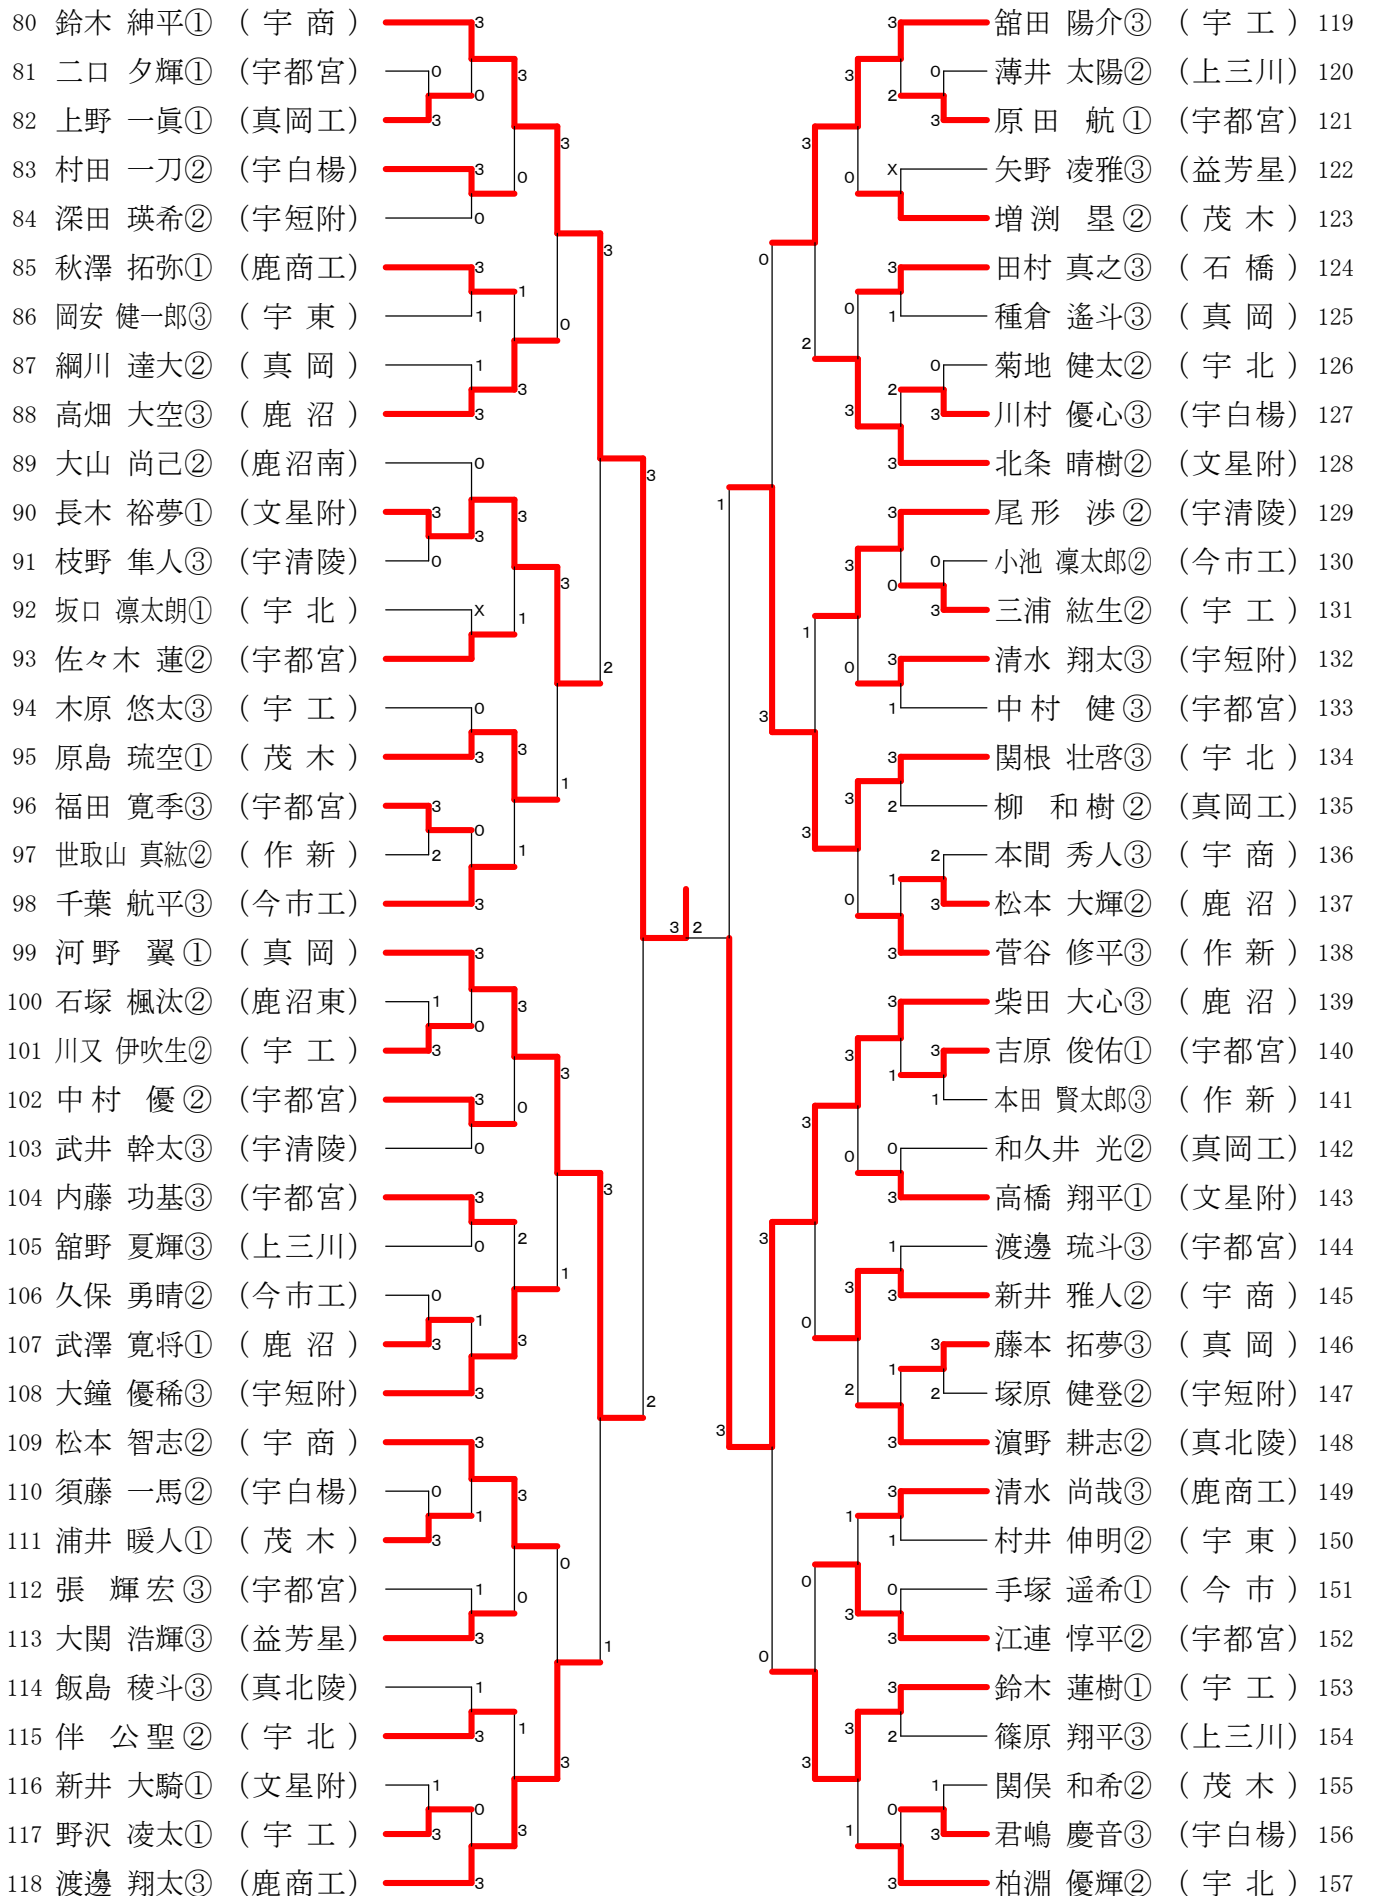 80 鈴木 紳平① （ 宇 商 ）
81 二口 夕輝① （宇都宮）
82 上野 一眞① （真岡工）
83 村田 一刀② （宇白楊）
84 深田 瑛希② （宇短附）
85 秋澤 拓弥① （鹿商工）
86 岡安 健一郎③ （ 宇 東 ）
87 綱川 達大② （ 真 岡 ）
88 高畑 大空③ （ 鹿 沼 ）
89 大山 尚己② （鹿沼南）
90 長木 裕夢① （文星附）
91 枝野 隼人③ （宇清陵）
92 坂口 凛太朗① （ 宇 北 ）
93 佐々木 蓮② （宇都宮）
94 木原 悠太③ （ 宇 工 ）
95 原島 琉空① （ 茂 木 ）
96 福田 寛季③ （宇都宮）
97 世取山 真紘② （ 作 新 ）
98 千葉 航平③ （今市工）
99 河野 翼① （ 真 岡 ）
100 石塚 楓汰② （鹿沼東）
101 川又 伊吹生② （ 宇 工 ）
102 中村 優② （宇都宮）
103 武井 幹太③ （宇清陵）
104 内藤 功基③ （宇都宮）
105 舘野 夏輝③ （上三川）
106 久保 勇晴② （今市工）
107 武澤 寛将① （ 鹿 沼 ）
108 大鐘 優稀③ （宇短附）
109 松本 智志② （ 宇 商 ）
110 須藤 一馬② （宇白楊）
111 浦井 暖人① （ 茂 木 ）
112 張 輝宏③ （宇都宮）
113 大関 浩輝③ （益芳星）
114 飯島 稜斗③ （真北陵）
115 伴 公聖② （ 宇 北 ）
116 新井 大騎① （文星附）
117 野沢 凌太① （ 宇 工 ）
118 渡邊 翔太③ （鹿商工）
3 2
舘田 陽介③ （ 宇 工 ） 119
薄井 太陽② （上三川） 120
原田 航① （宇都宮） 121
矢野 凌雅③ （益芳星） 122
増渕 塁② （ 茂 木 ） 123
田村 真之③ （ 石 橋 ） 124
種倉 遙斗③ （ 真 岡 ） 125
菊地 健太② （ 宇 北 ） 126
川村 優心③ （宇白楊） 127
北条 晴樹② （文星附） 128
尾形 渉② （宇清陵） 129
小池 凜太郎② （今市工） 130
三浦 紘生② （ 宇 工 ） 131
清水 翔太③ （宇短附） 132
中村 健③ （宇都宮） 133
関根 壮啓③ （ 宇 北 ） 134
柳 和樹② （真岡工） 135
本間 秀人③ （ 宇 商 ） 136
松本 大輝② （ 鹿 沼 ） 137
菅谷 修平③ （ 作 新 ） 138
柴田 大心③ （ 鹿 沼 ） 139
吉原 俊佑① （宇都宮） 140
本田 賢太郎③ （ 作 新 ） 141
和久井 光② （真岡工） 142
高橋 翔平① （文星附） 143
渡邊 琉斗③ （宇都宮） 144
新井 雅人② （ 宇 商 ） 145
藤本 拓夢③ （ 真 岡 ） 146
塚原 健登② （宇短附） 147
濵野 耕志② （真北陵） 148
清水 尚哉③ （鹿商工） 149
村井 伸明② （ 宇 東 ） 150
手塚 遥希① （ 今 市 ） 151
江連 惇平② （宇都宮） 152
鈴木 蓮樹① （ 宇 工 ） 153
篠原 翔平③ （上三川） 154
関俣 和希② （ 茂 木 ） 155
君嶋 慶音③ （宇白楊） 156
柏淵 優輝② （ 宇 北 ） 157